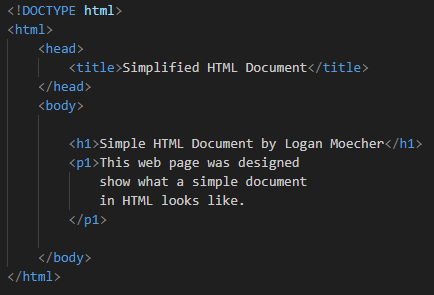 <!DOCTYPE html>
<html>
<head>
<title>Simplified HTML Document</title>
</head>
<body>
<h1>Simple HTML Document by Logan Moecher</h1>
<p1>This web page was designed
show what a simple document
in HTML looks like.
</p1>
</body>
</html>